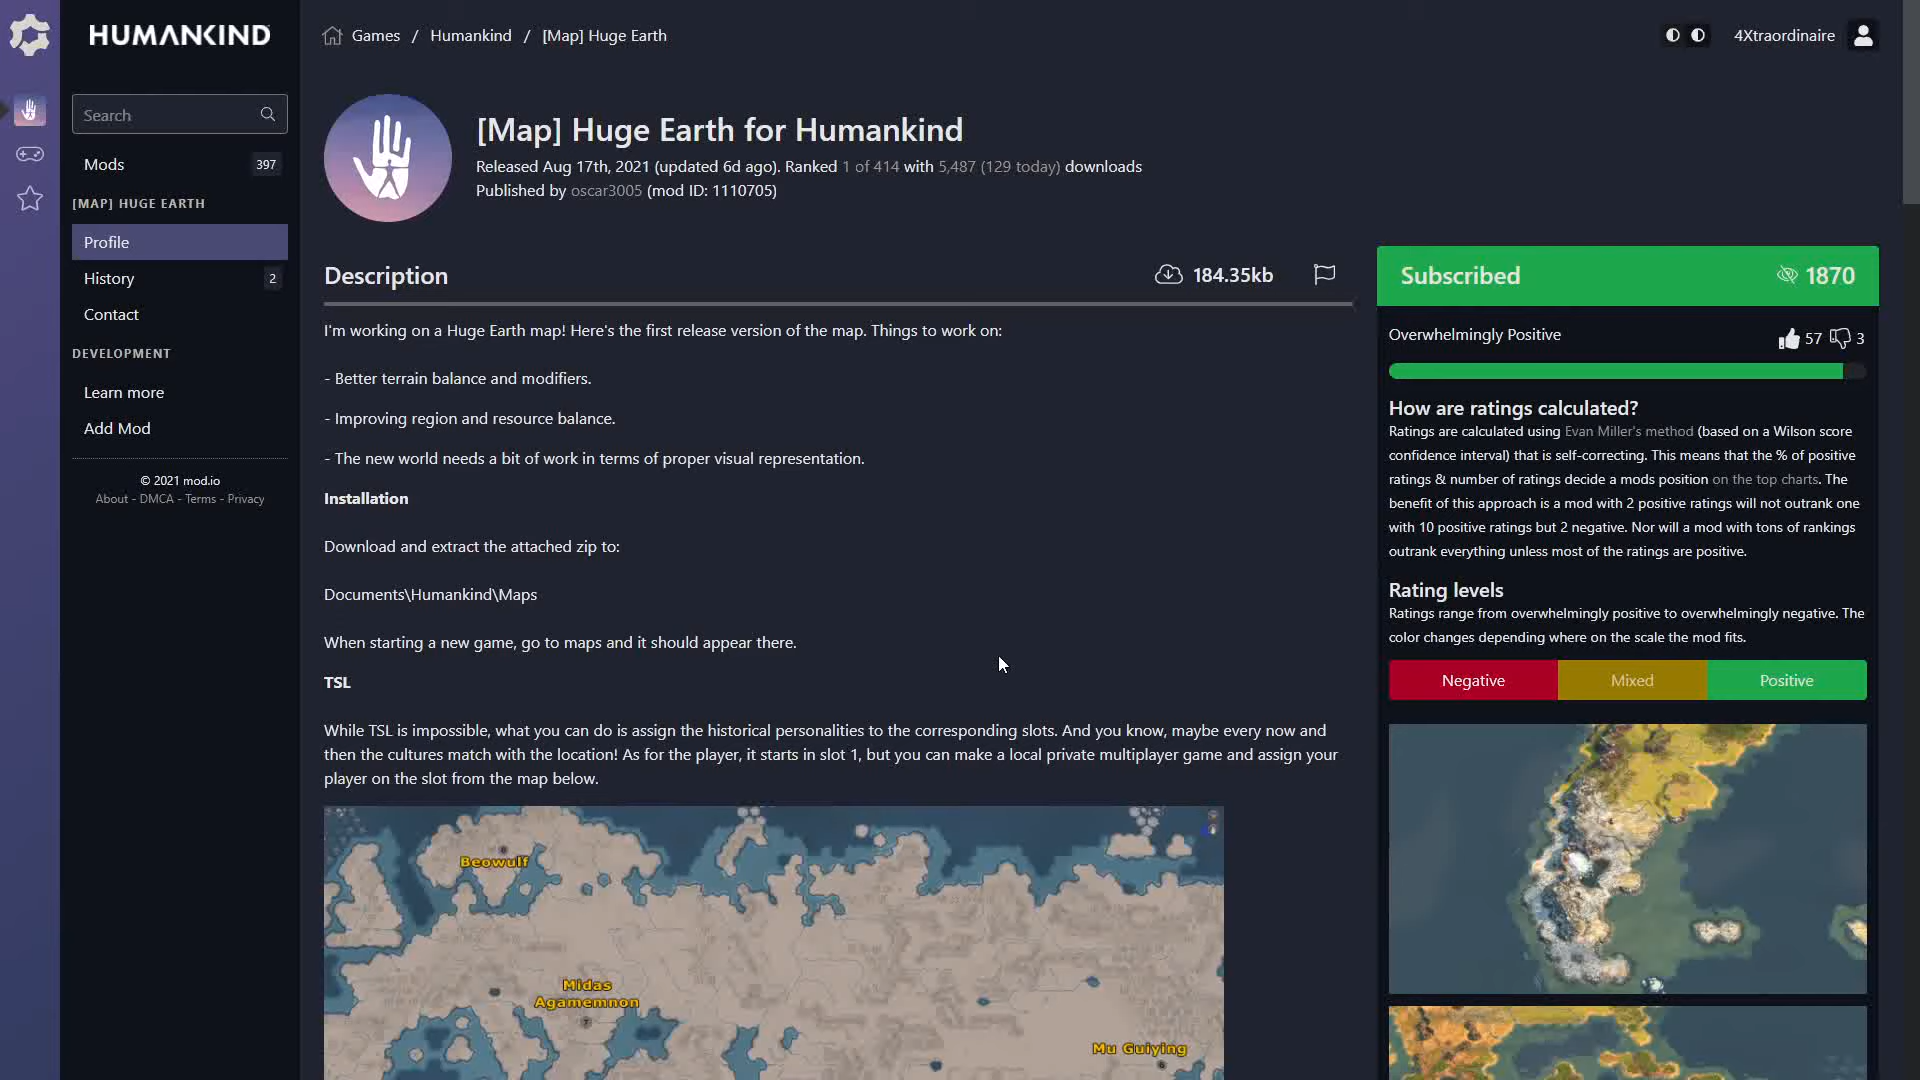 HUMANKIND
Games / Humankind / [Map] Huge Earth
4Xtraordinaire
Search
Mods 397
[MAP] HUGE EARTH
Profile
History 2
Contact
DEVELOPMENT
Learn more
Add Mod
© 2021 mod.io
About - DMCA - Terms - Privacy
[Map] Huge Earth for Humankind
Released Aug 17th, 2021 (updated 6d ago). Ranked 1 of 414 with 5,487 (129 today) downloads
Published by oscar3005 (mod ID: 1110705)
Description 184.35kb
I'm working on a Huge Earth map! Here's the first release version of the map. Things to work on:
- Better terrain balance and modifiers.
- Improving region and resource balance.
- The new world needs a bit of work in terms of proper visual representation.
Installation
Download and extract the attached zip to:
Documents\Humankind\Maps
When starting a new game, go to maps and it should appear there.
TSL
While TSL is impossible, what you can do is assign the historical personalities to the corresponding slots. And you know, maybe every now and
then the cultures match with the location! As for the player, it starts in slot 1, but you can make a local private multiplayer game and assign your
player on the slot from the map below.
Beowulf
Midas
Agamemnon
Mu Guiying
Subscribed 1870
Overwhelmingly Positive 57 3
How are ratings calculated?
Ratings are calculated using Evan Miller's method (based on a Wilson score
confidence interval) that is self-correcting. This means that the % of positive
ratings & number of ratings decide a mods position on the top charts. The
benefit of this approach is a mod with 2 positive ratings will not outrank one
with 10 positive ratings but 2 negative. Nor will a mod with tons of rankings
outrank everything unless most of the ratings are positive.
Rating levels
Ratings range from overwhelmingly positive to overwhelmingly negative. The
color changes depending where on the scale the mod fits.
Negative Mixed Positive